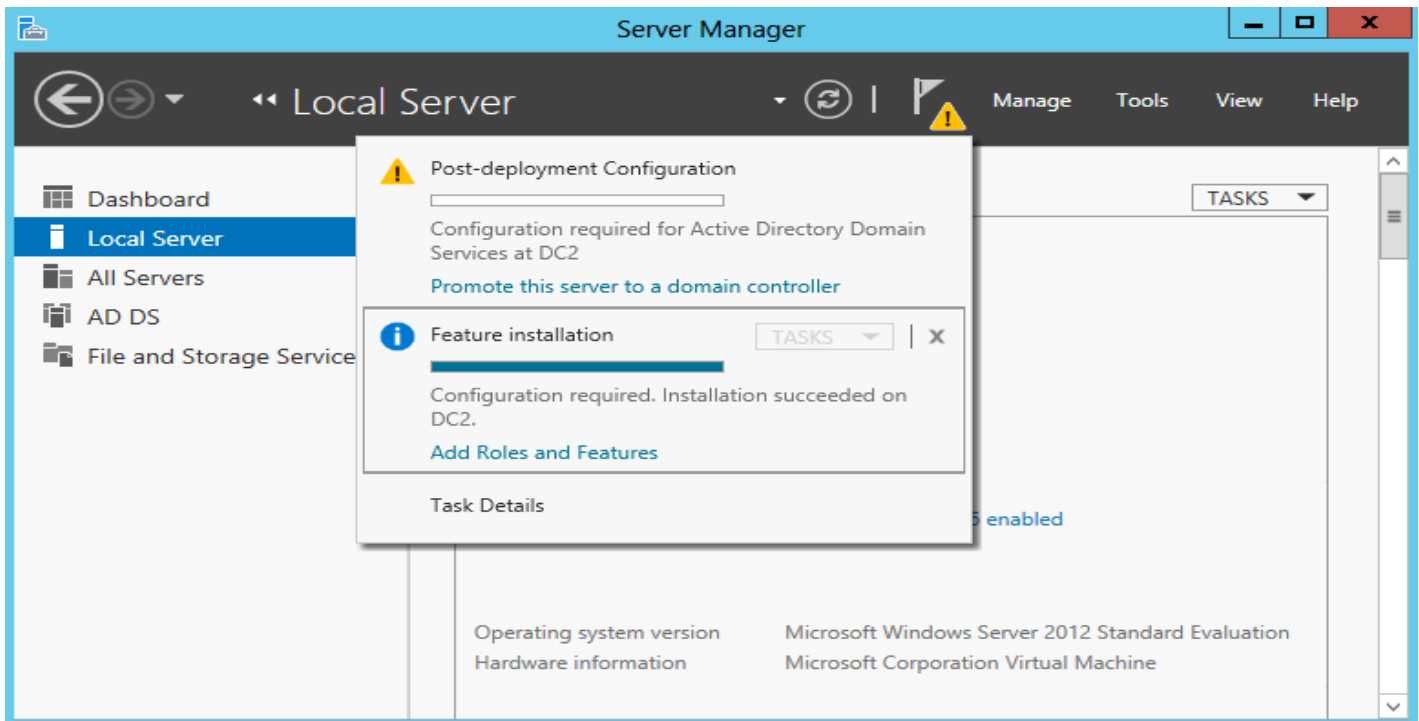 Server Manager
Local Server
Manage Tools View Help
Dashboard
Local Server
All Servers
AD DS
File and Storage Service
Post-deployment Configuration
Configuration required for Active Directory Domain
Services at DC2
Promote this server to a domain controller
Feature installation
TASKS
Configuration required. Installation succeeded on
DC2.
Add Roles and Features
Task Details
TASKS
enabled
Operating system version Microsoft Windows Server 2012 Standard Evaluation
Hardware information Microsoft Corporation Virtual Machine